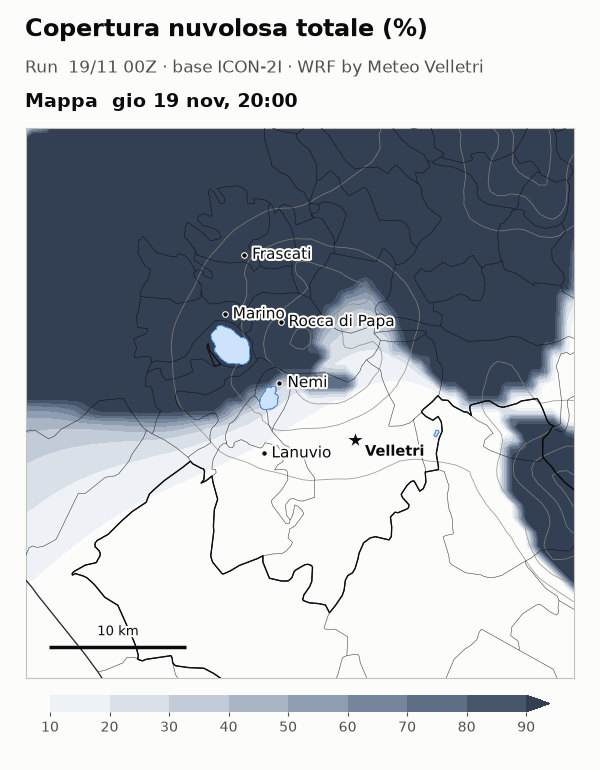 Copertura nuvolosa totale (%)
Run  19/11 00Z · base ICON-2I · WRF by Meteo Velletri
Mappa  gio 19 nov, 20:00
Frascati
Marino
Rocca di Papa
Nemi
Velletri
Lanuvio
10 km
10 20 30 40 50 60 70 80 90